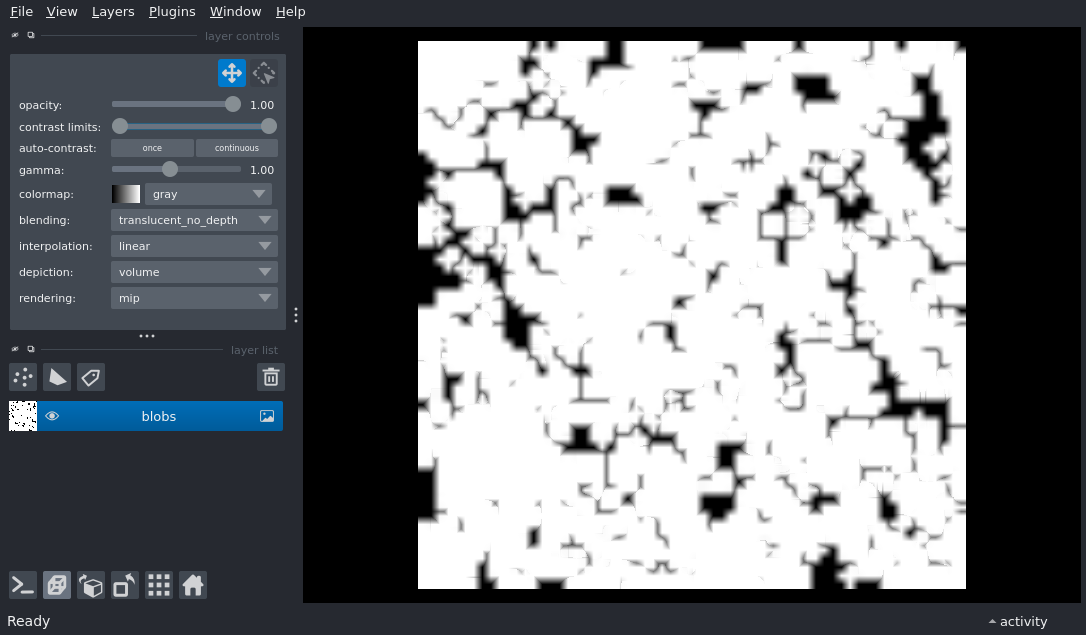 File View Layers Plugins Window Help
layer controls
opacity: 1.00
contrast limits:
auto-contrast: once continuous
gamma: 1.00
colormap: gray
blending: translucent_no_depth
interpolation: linear
depiction: volume
rendering: mip
layer list
blobs
Ready activity